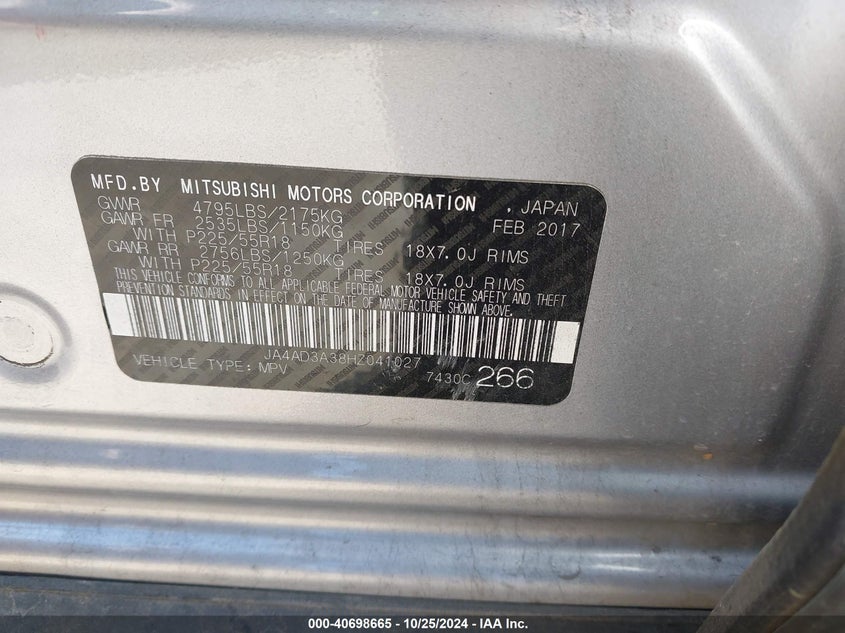 MFD.BY MITSUBISHI MOTORS CORPORATION . JAPAN
GVWR 4795LBS/2175KG FEB 2017
GAWR FR 2535LBS/1150KG
WITH P225/55R18 TIRES 18X7.0J RIMS
GAWR RR 2756LBS/1250KG
WITH P225/55R18 TIRES 18X7.0J RIMS
THIS VEHICLE CONFORMS TO ALL APPLICABLE FEDERAL MOTOR VEHICLE SAFETY AND THEFT
PREVENTION STANDARDS IN EFFECT ON THE DATE OF MANUFACTURE SHOWN ABOVE.
JA4AD3A38HZ041027
VEHICLE TYPE: MPV 7430C 266
000-40698665 - 10/25/2024 - IAA Inc.